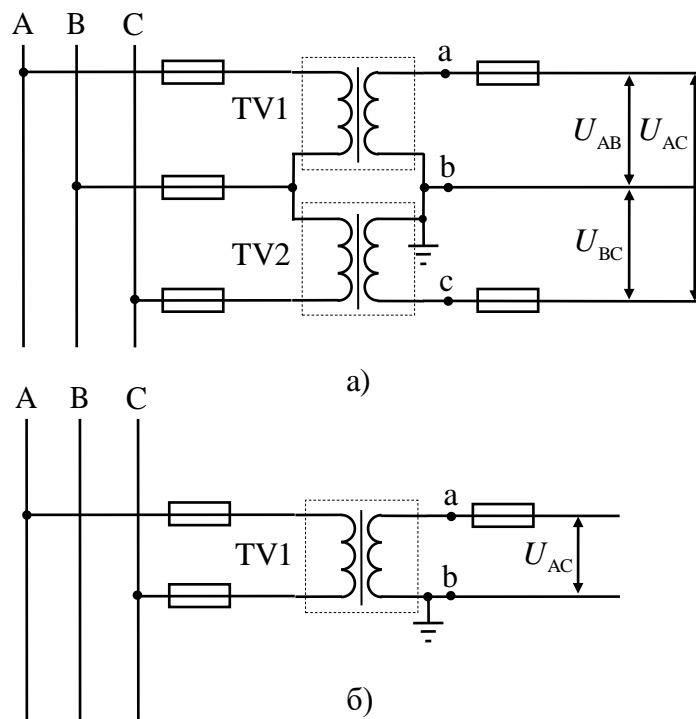 A B C
a
TV1
U_AB U_AC
b
TV2
U_BC
c
а)
A B C
a
TV1
U_AC
b
б)